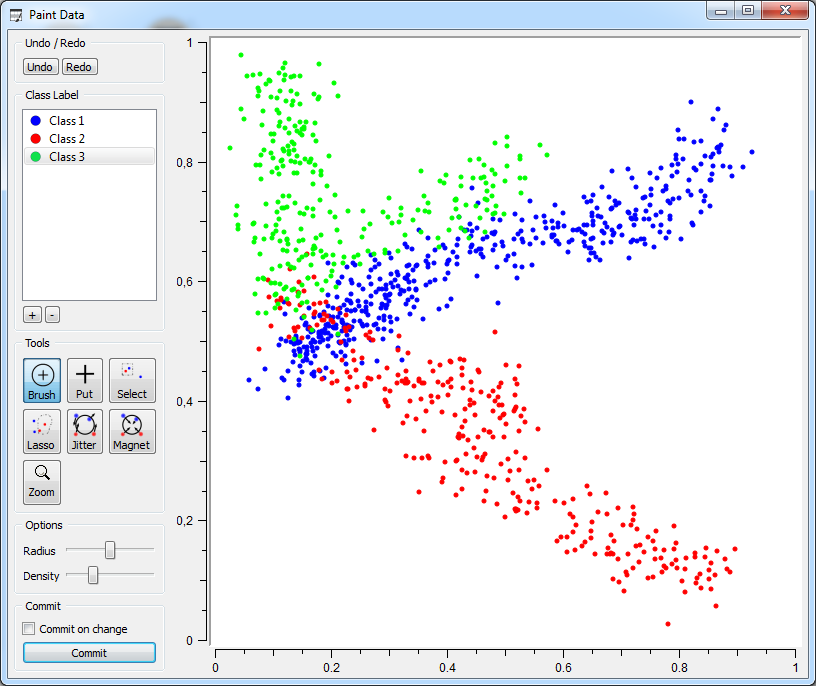 Paint Data
Undo / Redo
Undo Redo
Class Label
Class 1
Class 2
Class 3
+ -
Tools
Brush Put Select
Lasso Jitter Magnet
Zoom
Options
Radius
Density
Commit
Commit on change
Commit
1
0,8
0,6
0,4
0,2
0
0 0.2 0.4 0.6 0.8 1